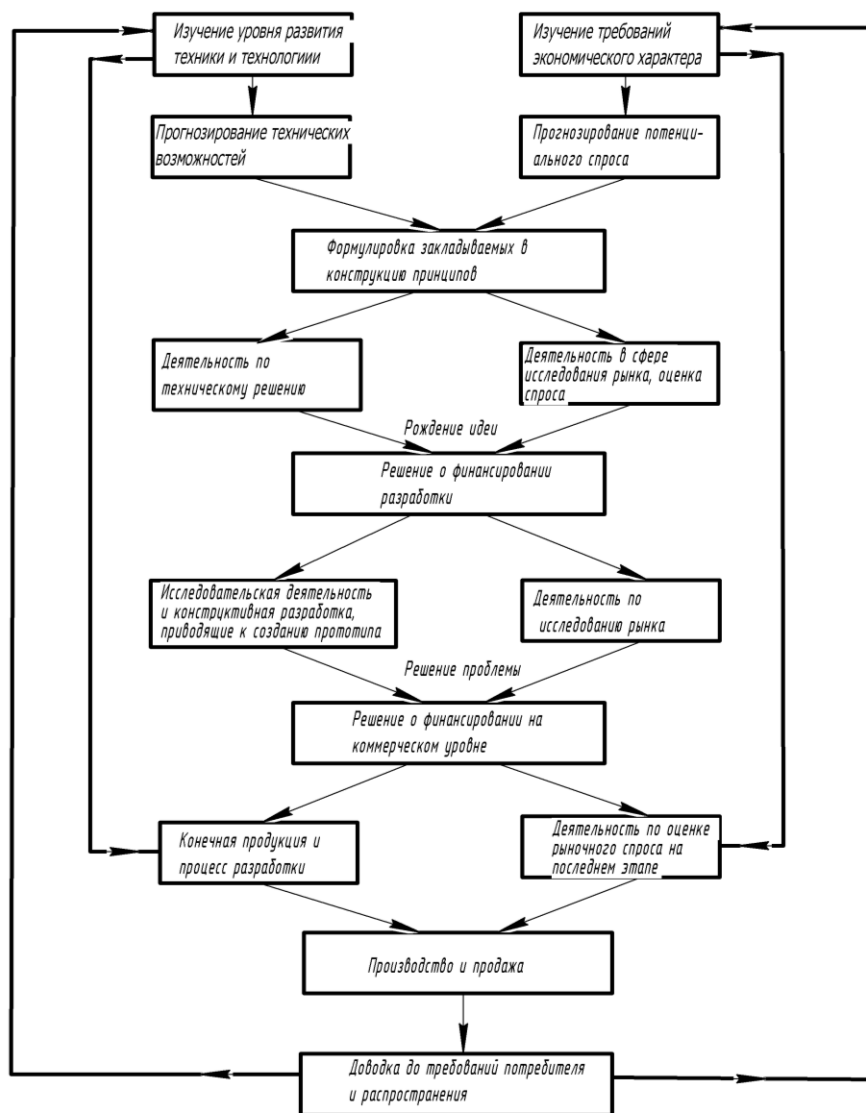 Изучение уровня развития
техники и технологиии
Изучение требований
экономического характера
Прогнозирование технических
возможностей
Прогнозирование потенци-
ального спроса
Формулировка закладываемых в
конструкцию принципов
Деятельность по
техническому решению
Деятельность в сфере
исследования рынка, оценка
спроса
Рождение идеи
Решение о финансировании
разработки
Исследовательская деятельность
и конструктивная разработка,
приводящие к созданию прототипа
Деятельность по
исследованию рынка
Решение проблемы
Решение о финансировании на
коммерческом уровне
Конечная продукция и
процесс разработки
Деятельность по оценке
рыночного спроса на
последнем этапе
Производство и продажа
Доводка до требований потребителя
и распространения